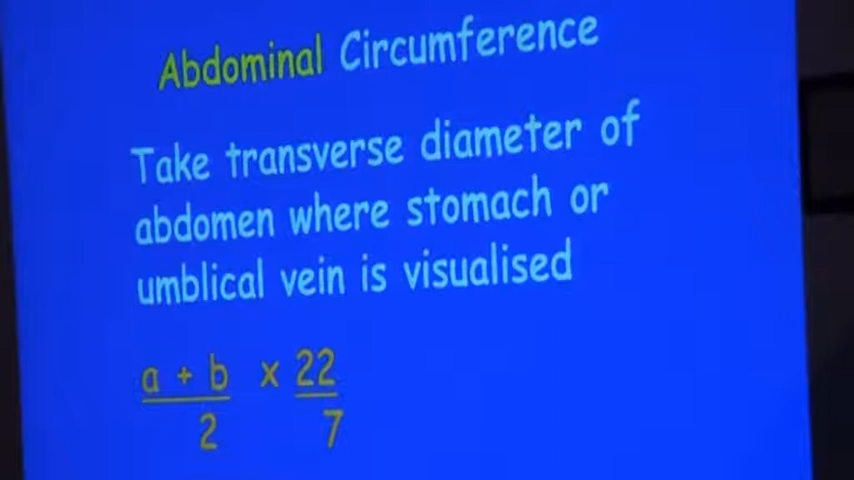 Abdominal Circumference
Take transverse diameter of
abdomen where stomach or
umblical vein is visualised
a + b x 22
2 7